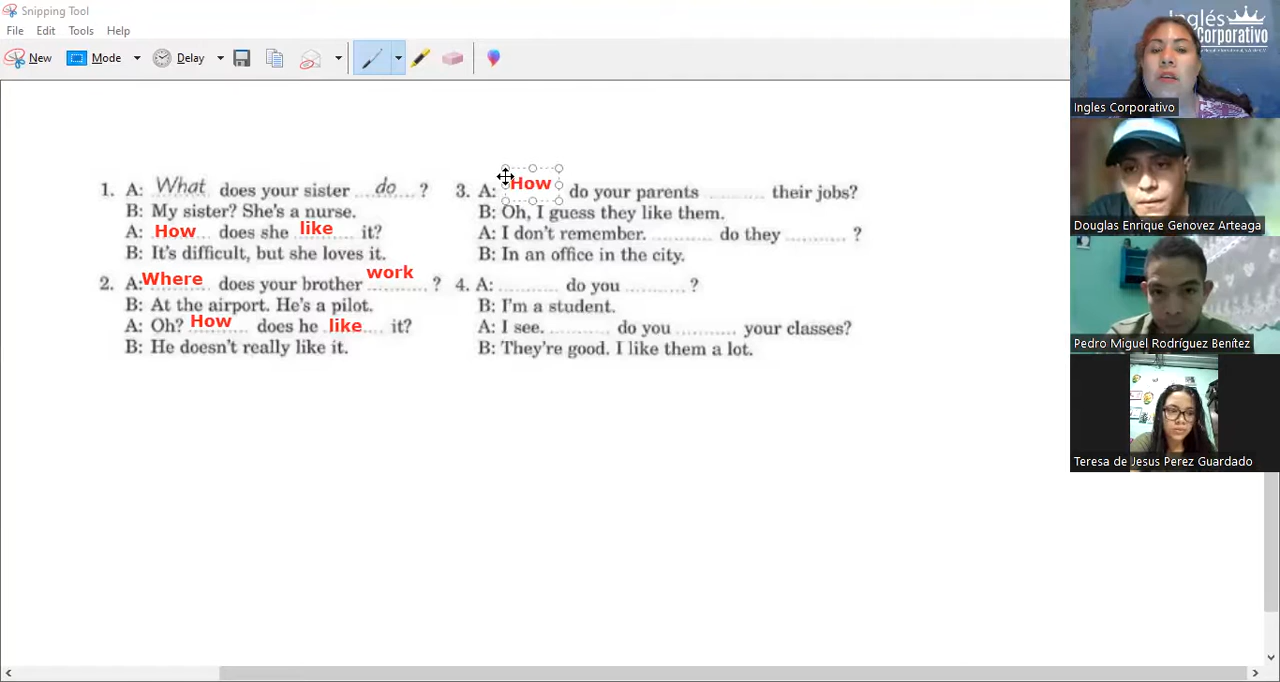 Snipping Tool
File Edit Tools Help
New Mode Delay
1. A: What does your sister do ?
B: My sister? She's a nurse.
A: How does she like it?
B: It's difficult, but she loves it.
2. A: Where does your brother work ?
B: At the airport. He's a pilot.
A: Oh? How does he like it?
B: He doesn't really like it.
3. A: How do your parents .......... their jobs?
B: Oh, I guess they like them.
A: I don't remember. .......... do they .......... ?
B: In an office in the city.
4. A: .......... do you .......... ?
B: I'm a student.
A: I see. .......... do you .......... your classes?
B: They're good. I like them a lot.
Inglés
Corporativo
Ingles Corporativo
Douglas Enrique Genovez Arteaga
Pedro Miguel Rodríguez Benítez
Teresa de Jesus Perez Guardado